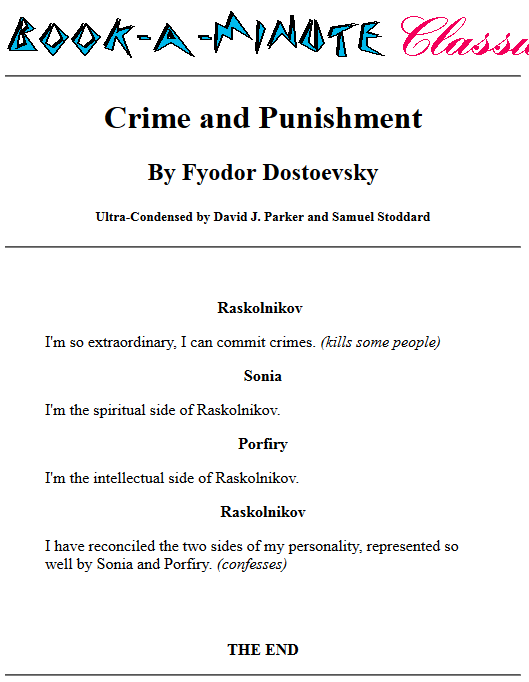 BOOK-A-MINUTE
Crime and Punishment
By Fyodor Dostoevsky
Ultra-Condensed by David J. Parker and Samuel Stoddard
Raskolnikov
I'm so extraordinary, I can commit crimes. (kills some people)
Sonia
I'm the spiritual side of Raskolnikov.
Porfiry
I'm the intellectual side of Raskolnikov.
Raskolnikov
I have reconciled the two sides of my personality, represented so
well by Sonia and Porfiry. (confesses)
THE END